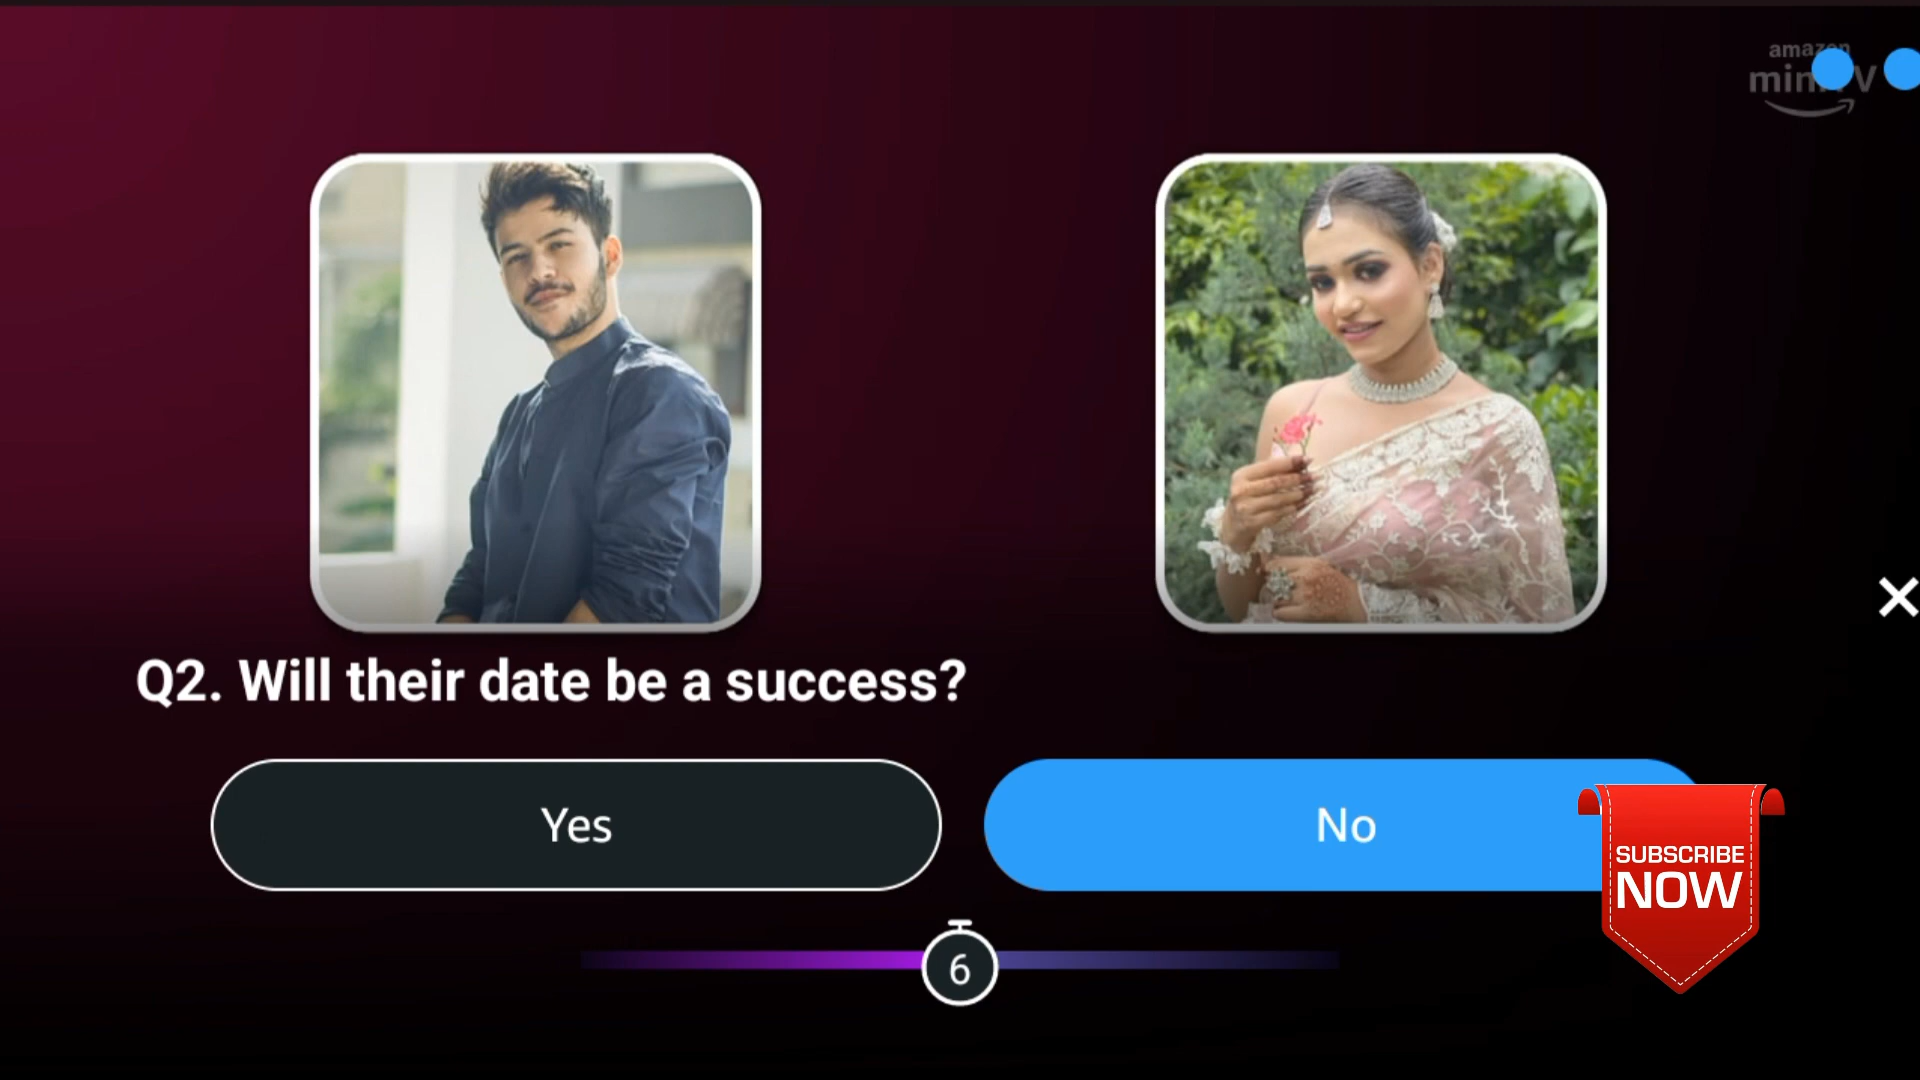 amazon
Q2. Will their date be a success?
Yes
No
SUBSCRIBE
NOW
6